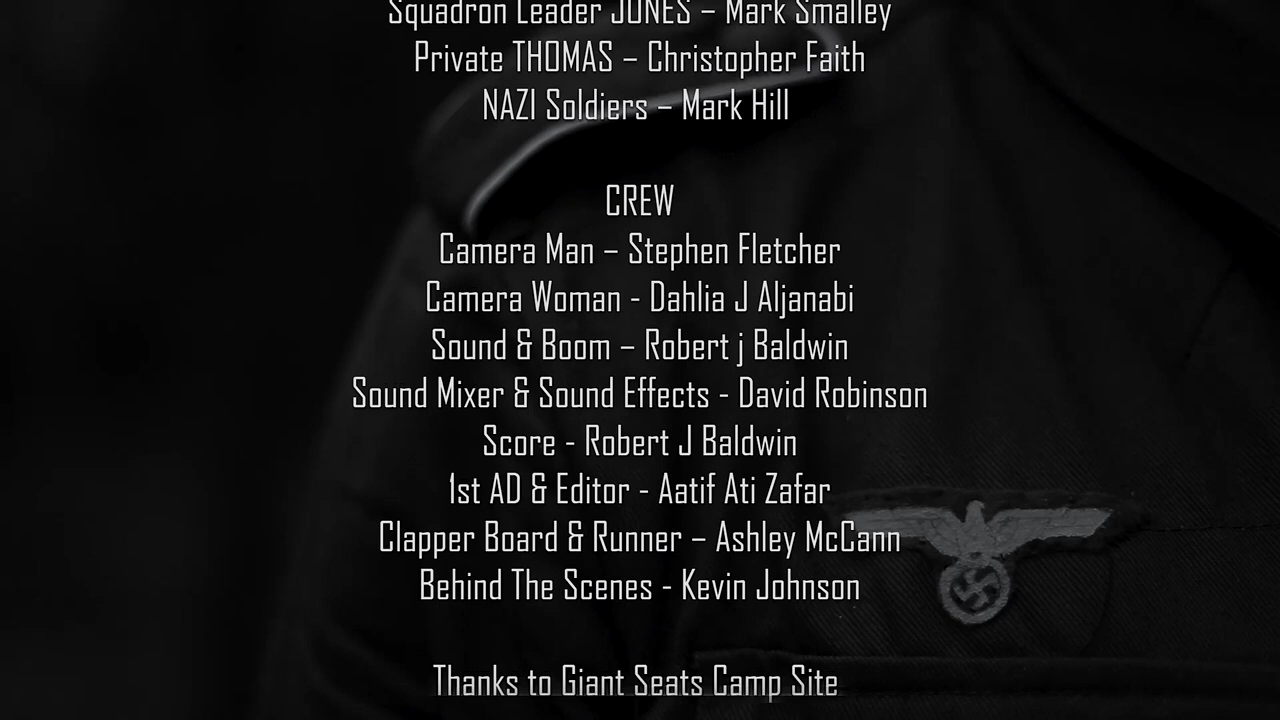 Squadron Leader JONES – Mark Smalley
Private THOMAS – Christopher Faith
NAZI Soldiers – Mark Hill
CREW
Camera Man – Stephen Fletcher
Camera Woman - Dahlia J Aljanabi
Sound & Boom – Robert j Baldwin
Sound Mixer & Sound Effects - David Robinson
Score - Robert J Baldwin
1st AD & Editor - Aatif Ati Zafar
Clapper Board & Runner – Ashley McCann
Behind The Scenes - Kevin Johnson
Thanks to Giant Seats Camp Site